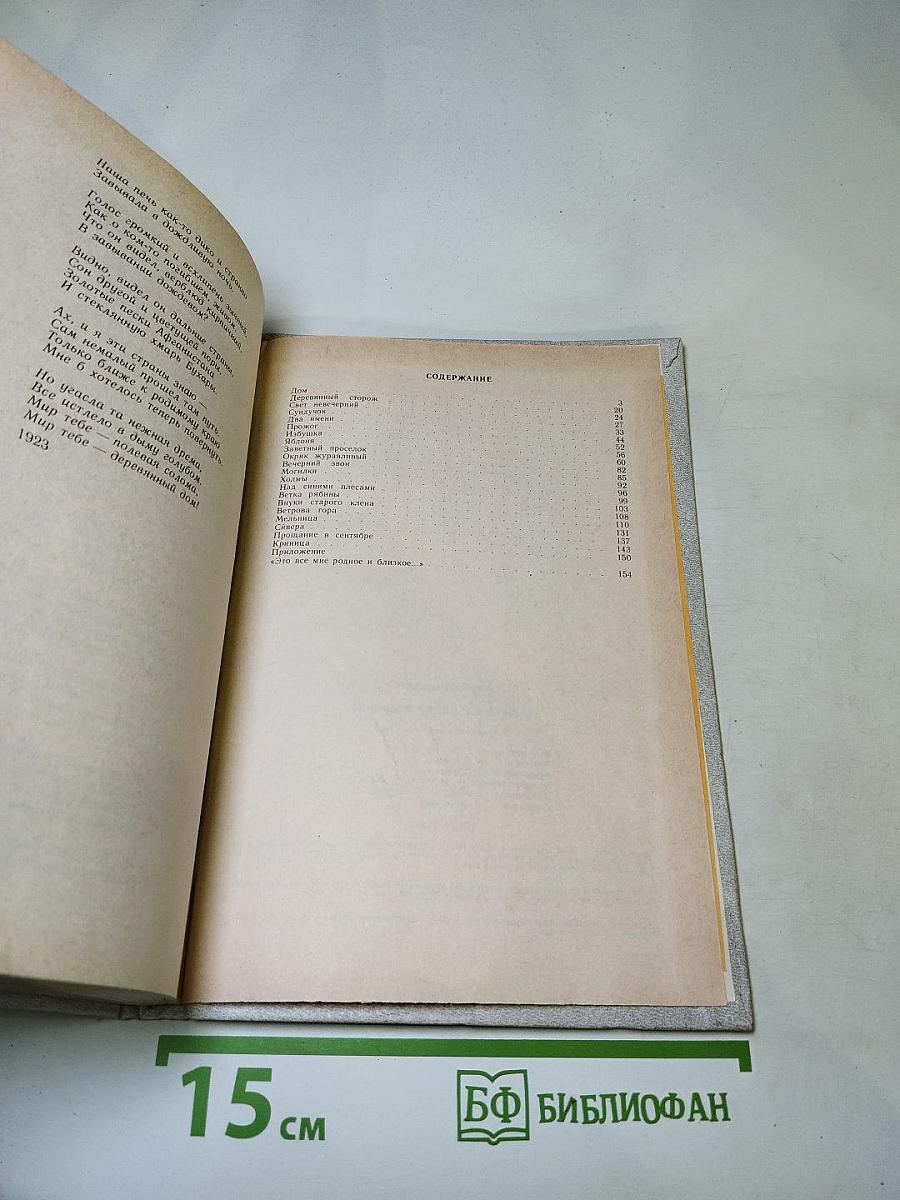 Наша печь как-то дико и странно
Завывала в дождливую ночь.
Голос громкий и всхлипень зычный,
Как о ком-то погибшем, живом.
Что он видел, верблюд кирпичный,
В завывании дождевом?
Видно, видел он дальние страны,
Сон другой и цветущей поры,
Золотые пески Афганистана
И стеклянную хмарь Бухары.
Ах, и я эти страны знаю —
Сам немалый прошел там путь.
Только ближе к родимому краю
Мне б хотелось теперь повернуть.
Но угасла та нежная дрема,
Все истлело в дыму голубом.
Мир тебе — полевая солома,
Мир тебе — деревянный дом!
1923
СОДЕРЖАНИЕ
Дом 3
Деревянный сторож 20
Свет невечерний 24
Сундучок 27
Два имени 33
Прожог 44
Избушка 52
Яблоня 56
Заветный проселок 60
Окрик журавлиный 82
Вечерний звон 85
Могилки 92
Холмы 96
Над синими плесами 99
Ветка рябины 103
Внуки старого клена 108
Ветрова гора 110
Мельница 131
Сивера 137
Прощание в сентябре 143
Криница 150
Приложение
«Это все мне родное и близкое...» 154
15 см
БФ БИБЛИОФАН